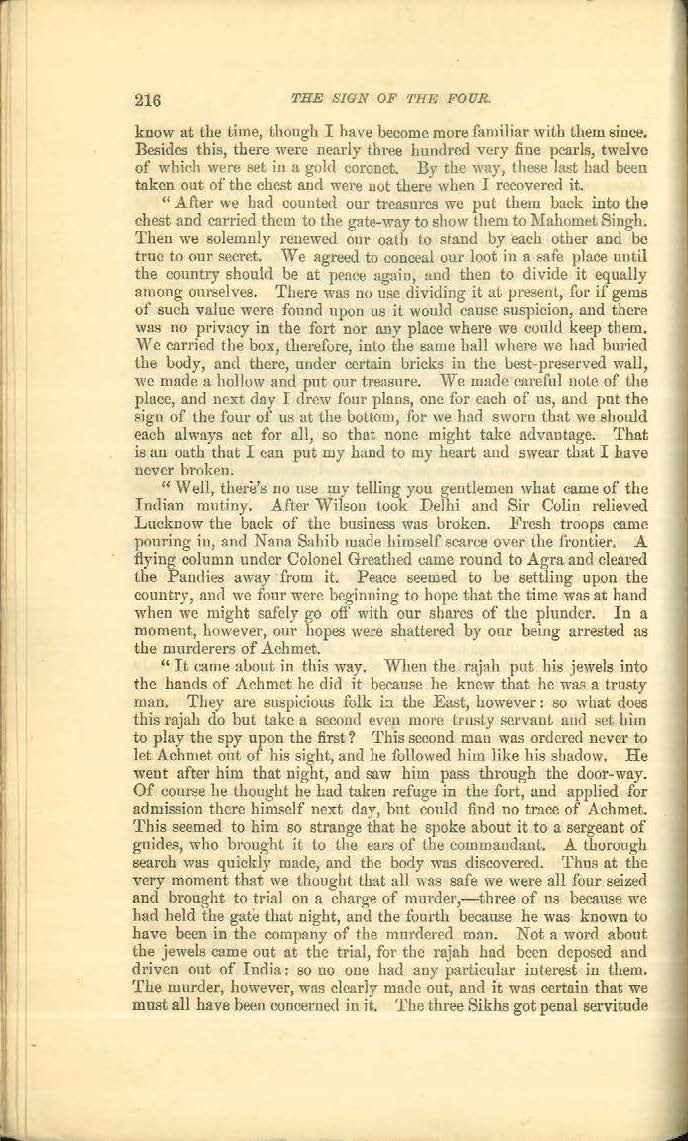 216 THE SIGN OF THE FOUR.
know at the time, though I have become more familiar with them since.
Besides this, there were nearly three hundred very fine pearls, twelve
of which were set in a gold coronet. By the way, these last had been
taken out of the chest and were not there when I recovered it.
“After we had counted our treasures we put them back into the
chest and carried them to the gate-way to show them to Mahomet Singh.
Then we solemnly renewed our oath to stand by each other and be
true to our secret. We agreed to conceal our loot in a safe place until
the country should be at peace again, and then to divide it equally
among ourselves. There was no use dividing it at present, for if gems
of such value were found upon us it would cause suspicion, and there
was no privacy in the fort nor any place where we could keep them.
We carried the box, therefore, into the same hall where we had buried
the body, and there, under certain bricks in the best-preserved wall,
we made a hollow and put our treasure. We made careful note of the
place, and next day I drew four plans, one for each of us, and put the
sign of the four of us at the bottom, for we had sworn that we should
each always act for all, so that none might take advantage. That
is an oath that I can put my hand to my heart and swear that I have
never broken.
“Well, there's no use my telling you gentlemen what came of the
Indian mutiny. After Wilson took Delhi and Sir Colin relieved
Lucknow the back of the business was broken. Fresh troops came
pouring in, and Nana Sahib made himself scarce over the frontier. A
flying column under Colonel Greathed came round to Agra and cleared
the Pandies away from it. Peace seemed to be settling upon the
country, and we four were beginning to hope that the time was at hand
when we might safely go off with our shares of the plunder. In a
moment, however, our hopes were shattered by our being arrested as
the murderers of Achmet.
“It came about in this way. When the rajah put his jewels into
the hands of Achmet he did it because he knew that he was a trusty
man. They are suspicious folk in the East, however: so what does
this rajah do but take a second even more trusty servant and set him
to play the spy upon the first? This second man was ordered never to
let Achmet out of his sight, and he followed him like his shadow. He
went after him that night, and saw him pass through the door-way.
Of course he thought he had taken refuge in the fort, and applied for
admission there himself next day, but could find no trace of Achmet.
This seemed to him so strange that he spoke about it to a sergeant of
guides, who brought it to the ears of the commandant. A thorough
search was quickly made, and the body was discovered. Thus at the
very moment that we thought that all was safe we were all four seized
and brought to trial on a charge of murder,—three of us because we
had held the gate that night, and the fourth because he was known to
have been in the company of the murdered man. Not a word about
the jewels came out at the trial, for the rajah had been deposed and
driven out of India: so no one had any particular interest in them.
The murder, however, was clearly made out, and it was certain that we
must all have been concerned in it. The three Sikhs got penal servitude